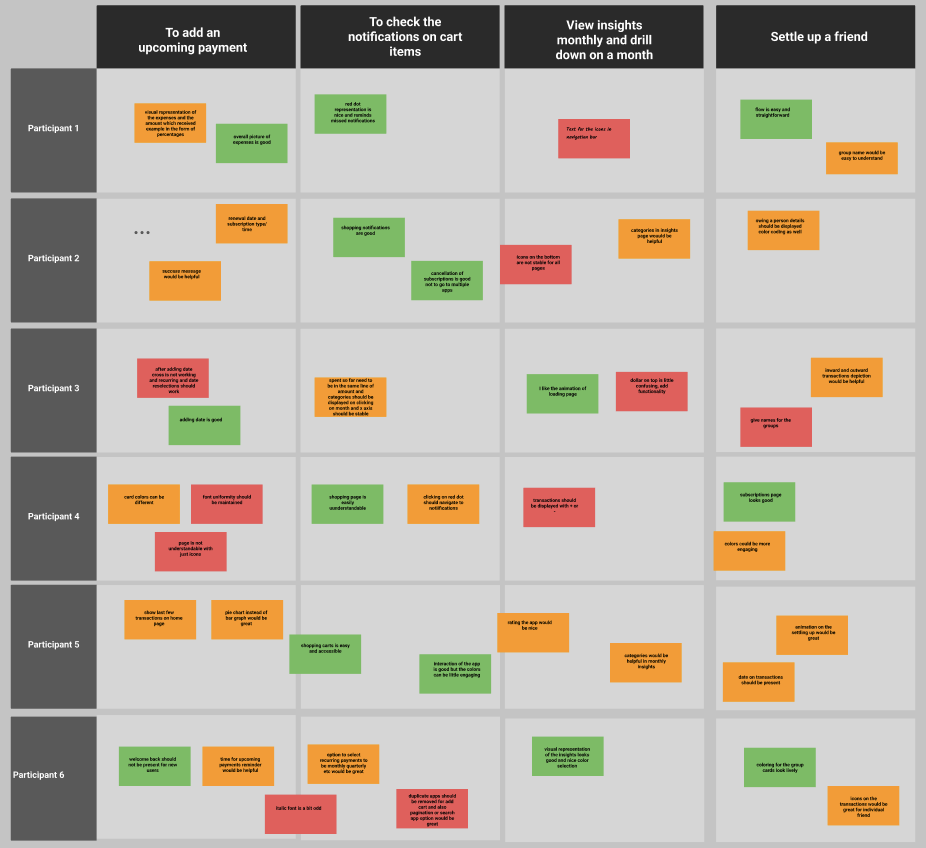 To add an
upcoming payment
To check the
notifications on cart
items
View insights
monthly and drill
down on a month
Settle up a friend
Participant 1
visual representation of
the expenses and the
amount which received
example in the form of
percentages
overall picture of
expenses is good
red dot
representation is
nice and reminds
missed notifications
Text for the icons in
navigation bar
flow is easy and
straightforward
group name would be
easy to understand
Participant 2
renewal date and
subscription type/
time
success message
would be helpful
shopping notifications
are good
cancellation of
subscriptions is good
not to go to multiple
apps
icons on the bottom
are not stable for all
pages
categories in insights
page would be
helpful
owing a person details
should be displayed
color coding as well
Participant 3
after adding date
cross is not working
and recurring and date
reselections should
work
adding date is good
spent so far need to
be in the same line of
amount and
categories should be
displayed on clicking
on month and x axis
should be stable
I like the animation of
loading page
dollar on top is little
confusing, add
functionality
inward and outward
transactions depiction
would be helpful
give names for the
groups
Participant 4
card colors can be
different
font uniformity should
be maintained
page is not
understandable with
just icons
shopping page is
easily
uunderstandable
clicking on red dot
should navigate to
notifications
transactions should
be displayed with + or
-
subscriptions page
looks good
colors could be more
engaging
Participant 5
show last few
transactions on home
page
pie chart instead of
bar graph would be
great
shopping carts is easy
and accessible
interaction of the app
is good but the colors
can be little engaging
rating the app would
be nice
categories would be
helpful in monthly
insights
animation on the
settling up would be
great
date on transactions
should be present
Participant 6
welcome back should
not be present for new
users
time for upcoming
payments reminder
would be helpful
italic font is a bit odd
option to select
recurring payments to
be monthly quarterly
etc would be great
duplicate apps should
be removed for add
cart and also
pagination or search
app option would be
great
visual representation
of the insights looks
good and nice color
selection
coloring for the group
cards look lively
icons on the
transactions would be
great for individual
friend